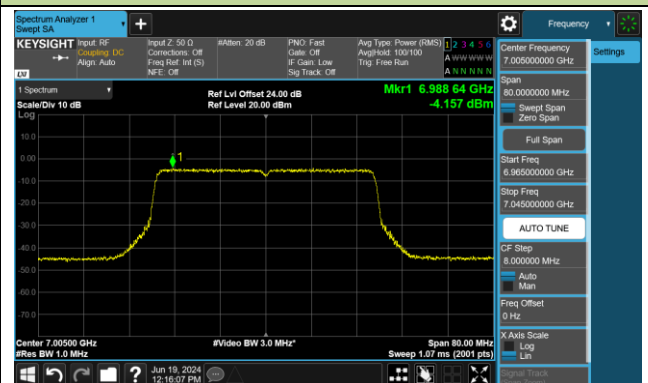 Spectrum Analyzer 1
Swept SA
+
Frequency
KEYSIGHT
Input: RF
Coupling: DC
Align: Auto
Input Z: 50 Ω
Corrections: Off
Freq Ref: Int (S)
NFE: Off
#Atten: 20 dB
PNO: Fast
Gate: Off
IF Gain: Low
Sig Track: Off
Avg Type: Power (RMS)
Avg|Hold: 100/100
Trig: Free Run
1 2 3 4 5 6
A W W W W W
A N N N N N
LXI
1 Spectrum
Scale/Div 10 dB
Log
Ref Lvl Offset 24.00 dB
Ref Level 20.00 dBm
Mkr1 6.988 64 GHz
-4.157 dBm
1
10.0
0.00
-10.0
-20.0
-30.0
-40.0
-50.0
-60.0
-70.0
Center 7.00500 GHz
#Res BW 1.0 MHz
#Video BW 3.0 MHz*
Span 80.00 MHz
Sweep 1.07 ms (2001 pts)
Center Frequency
7.005000000 GHz
Settings
Span
80.0000000 MHz
Swept Span
Zero Span
Full Span
Start Freq
6.965000000 GHz
Stop Freq
7.045000000 GHz
AUTO TUNE
CF Step
8.000000 MHz
Auto
Man
Freq Offset
0 Hz
X Axis Scale
Log
Lin
Signal Track
?
Jun 19, 2024
12:16:07 PM